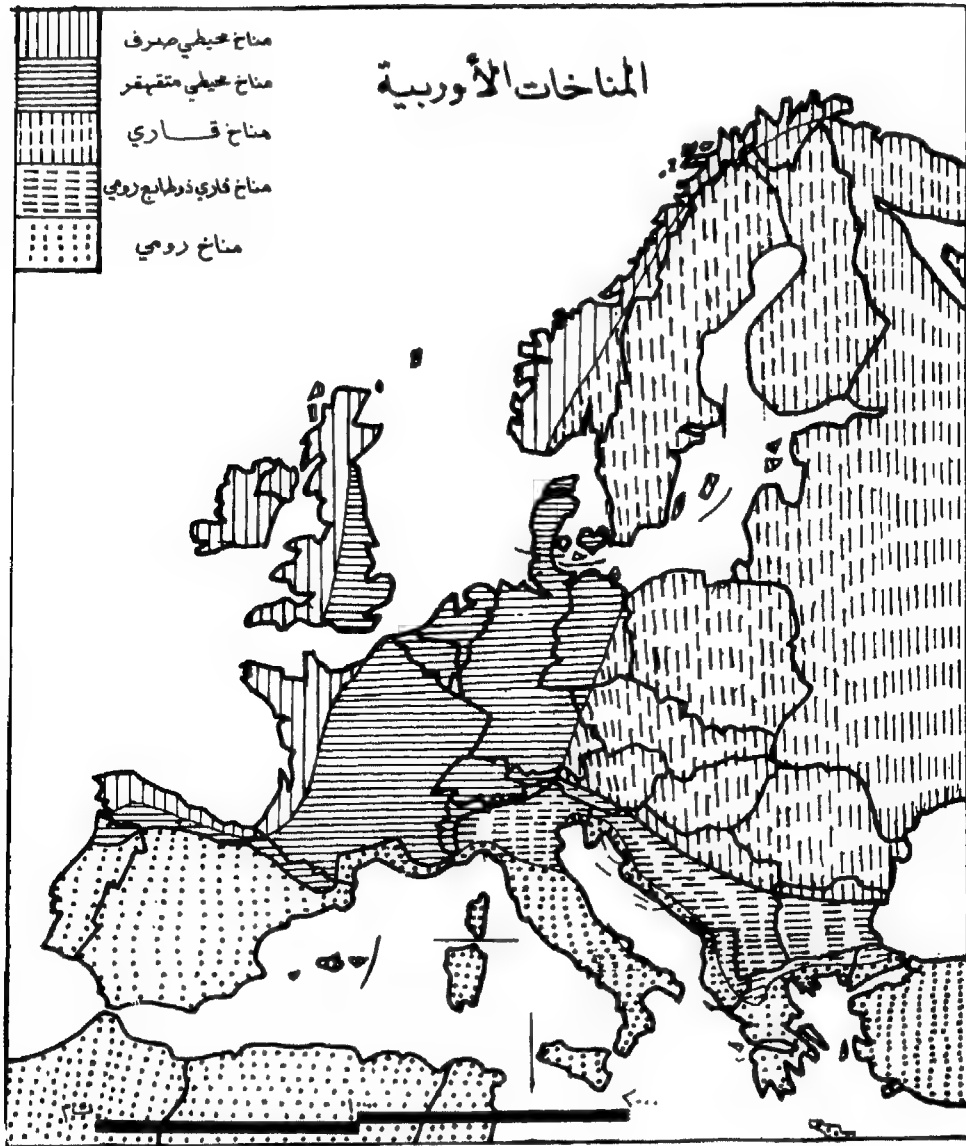 المناخات الأوربية
مناخ محيطي صرف
مناخ محيطي متقهقر
مناخ قاري
مناخ قاري ذو طابع رومي
مناخ رومي